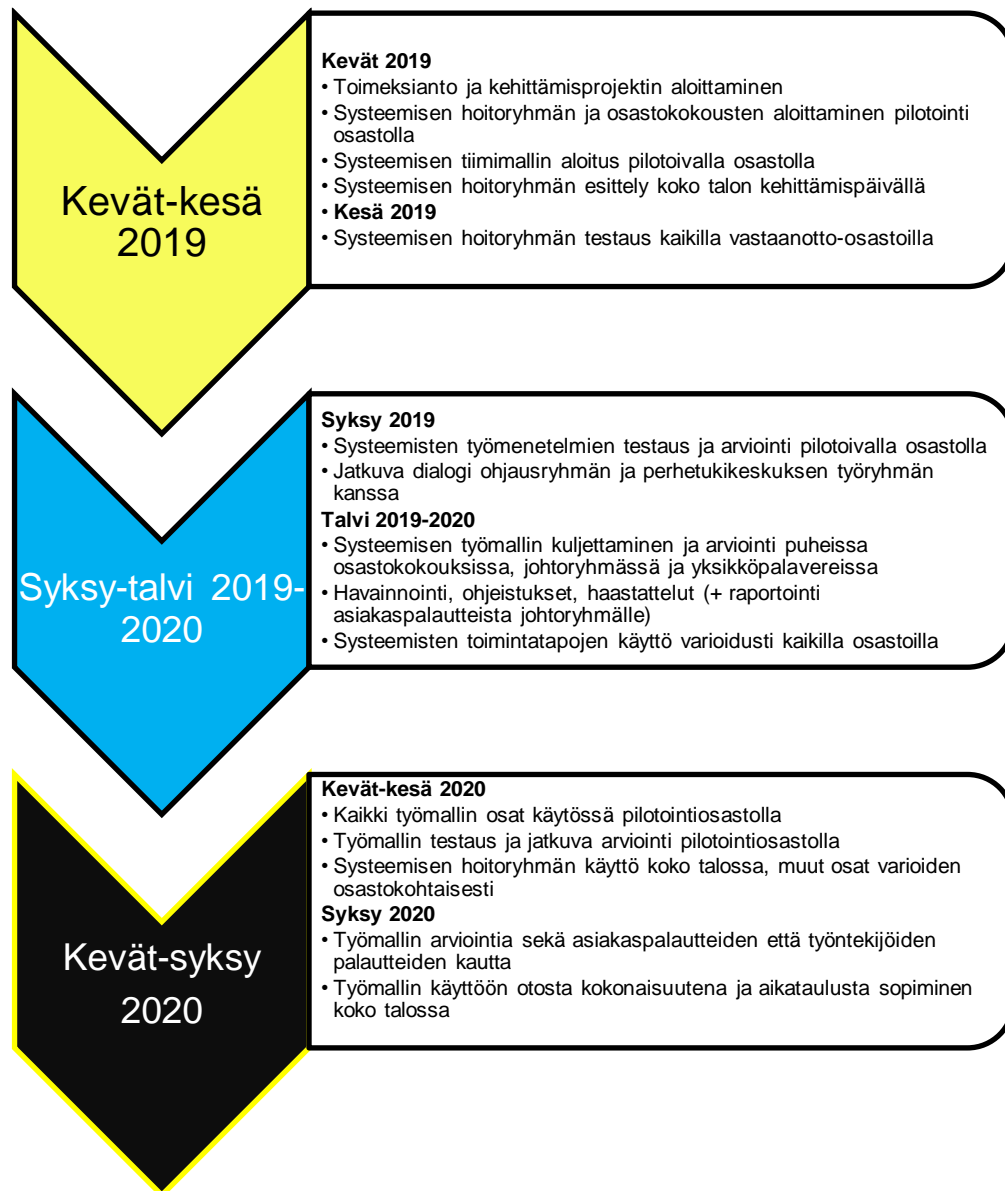 Kevät-kesä
2019
Kevät 2019
• Toimeksianto ja kehittämisprojektin aloittaminen
• Systeemisen hoitoryhmän ja osastokokousten aloittaminen pilotointi
osastolla
• Systeemisen tiimimallin aloitus pilotoivalla osastolla
• Systeemisen hoitoryhmän esittely koko talon kehittämispäivällä
• Kesä 2019
• Systeemisen hoitoryhmän testaus kaikilla vastaanotto-osastoilla
Syksy-talvi 2019-
2020
Syksy 2019
• Systeemisten työmenetelmien testaus ja arviointi pilotoivalla osastolla
• Jatkuva dialogi ohjausryhmän ja perhetukikeskuksen työryhmän
kanssa
Talvi 2019-2020
• Systeemisen työmallin kuljettaminen ja arviointi puheissa
osastokokouksissa, johtoryhmässä ja yksikköpalavereissa
• Havainnointi, ohjeistukset, haastattelut (+ raportointi
asiakaspalautteista johtoryhmälle)
• Systeemisten toimintatapojen käyttö varioidusti kaikilla osastoilla
Kevät-syksy
2020
Kevät-kesä 2020
• Kaikki työmallin osat käytössä pilotointiosastolla
• Työmallin testaus ja jatkuva arviointi pilotointiosastolla
• Systeemisen hoitoryhmän käyttö koko talossa, muut osat varioiden
osastokohtaisesti
Syksy 2020
• Työmallin arviointia sekä asiakaspalautteiden että työntekijöiden
palautteiden kautta
• Työmallin käyttöön otosta kokonaisuutena ja aikataulusta sopiminen
koko talossa